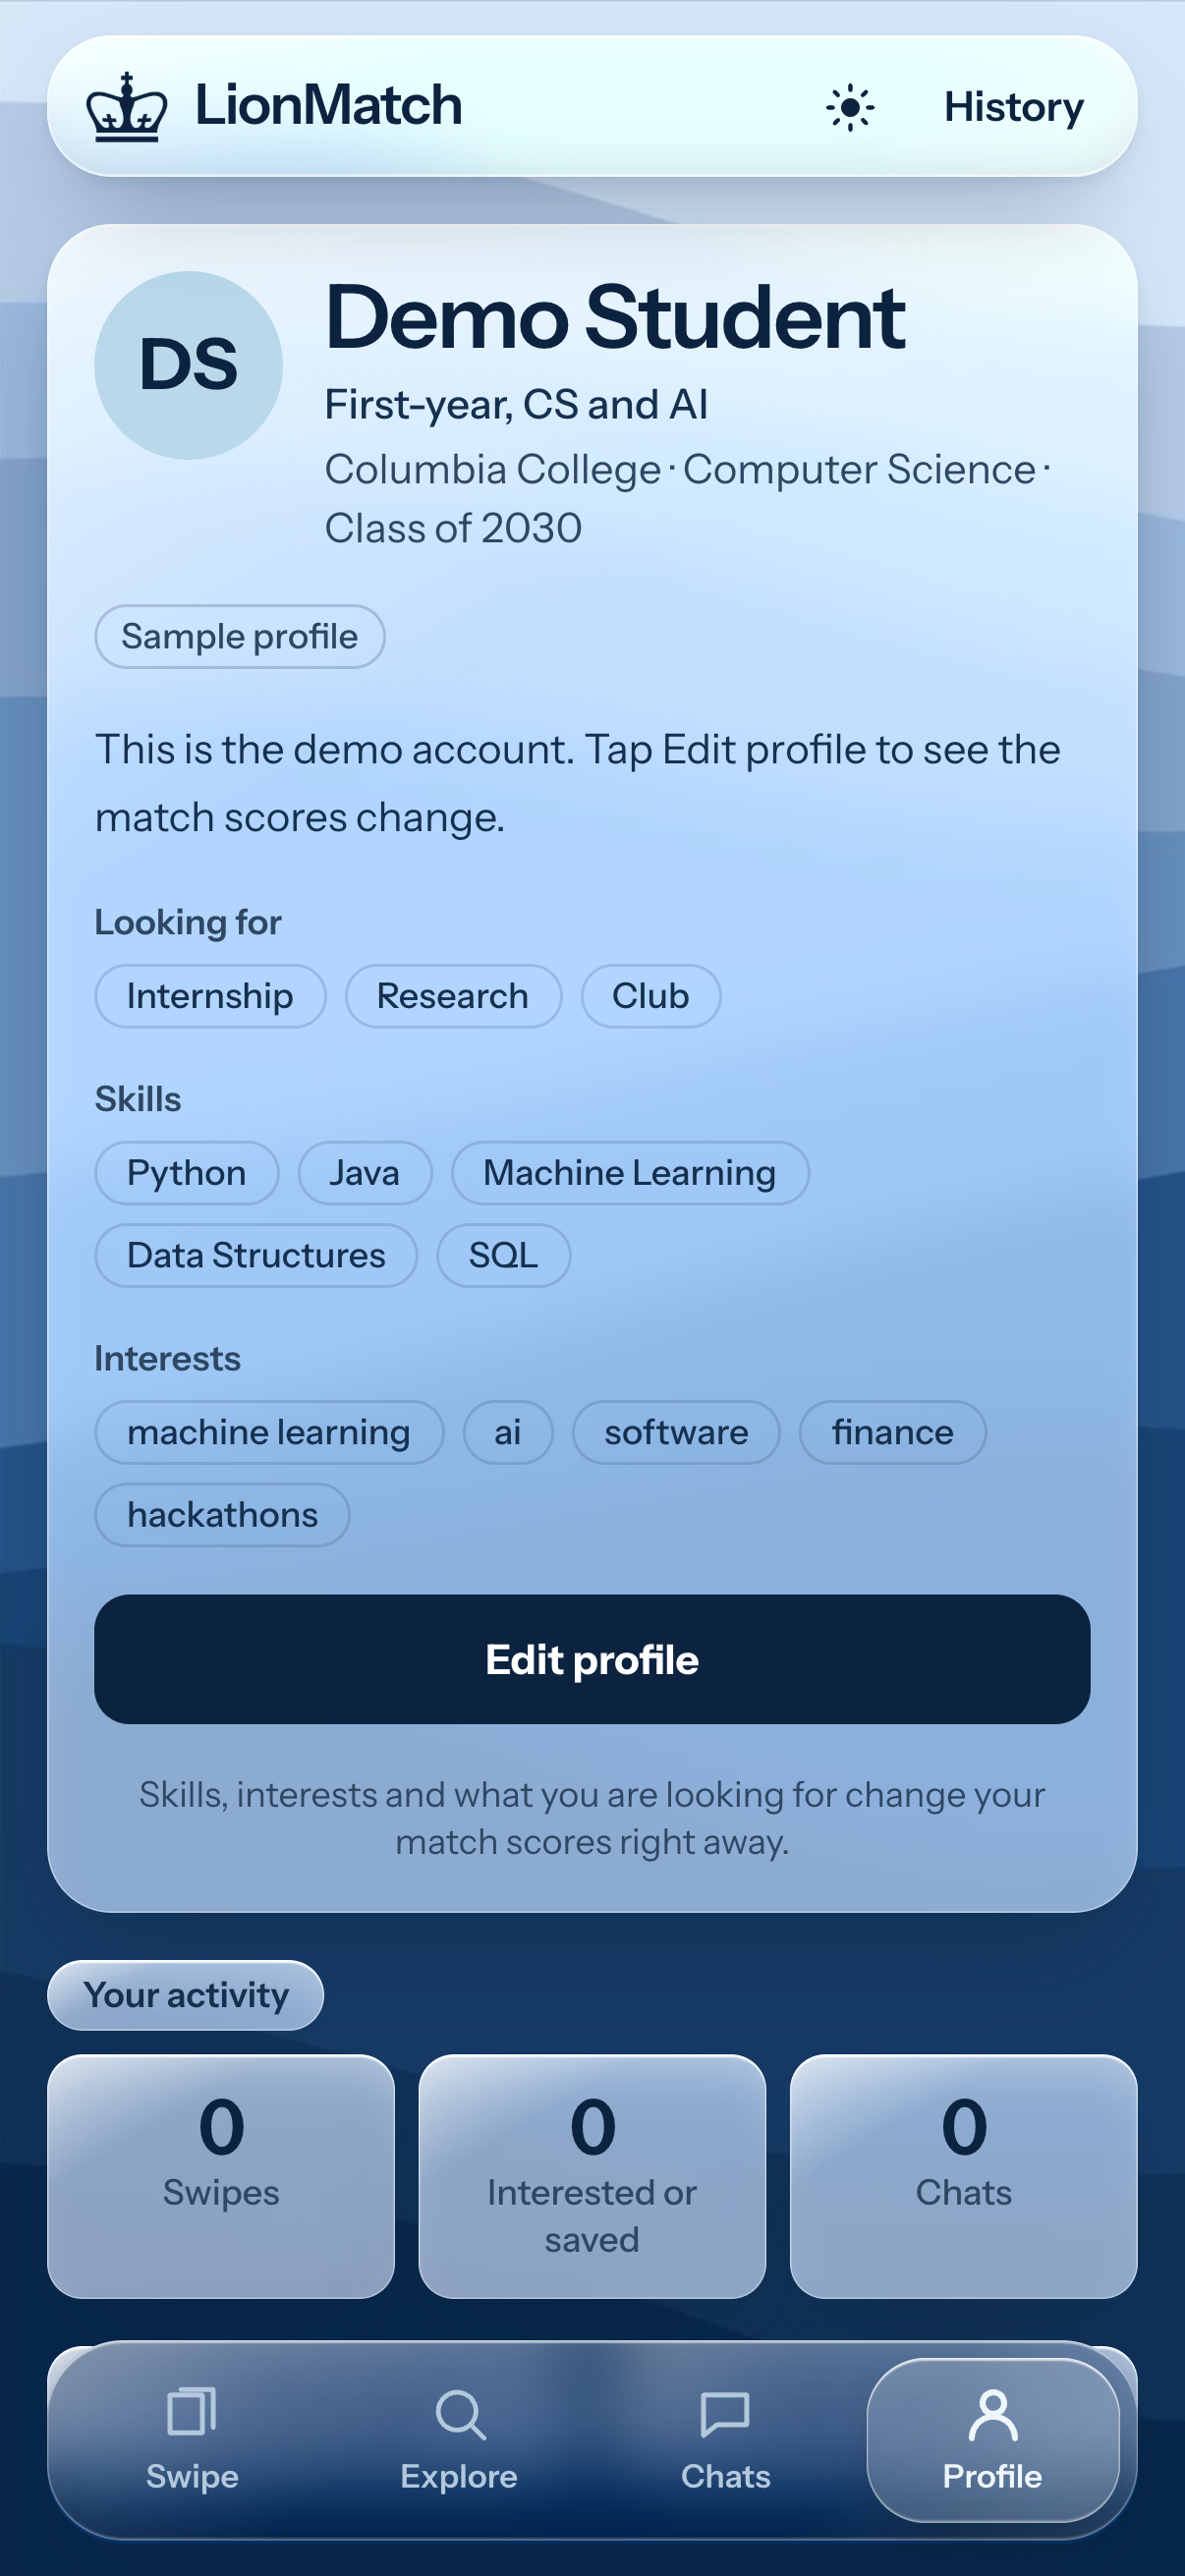 LionMatch
History
DS
Demo Student
First-year, CS and AI
Columbia College · Computer Science ·
Class of 2030
Sample profile
This is the demo account. Tap Edit profile to see the
match scores change.
Looking for
Internship Research Club
Skills
Python Java Machine Learning
Data Structures SQL
Interests
machine learning ai software finance
hackathons
Edit profile
Skills, interests and what you are looking for change your
match scores right away.
Your activity
0 0 0
Swipes Interested or Chats
saved
Swipe Explore Chats Profile